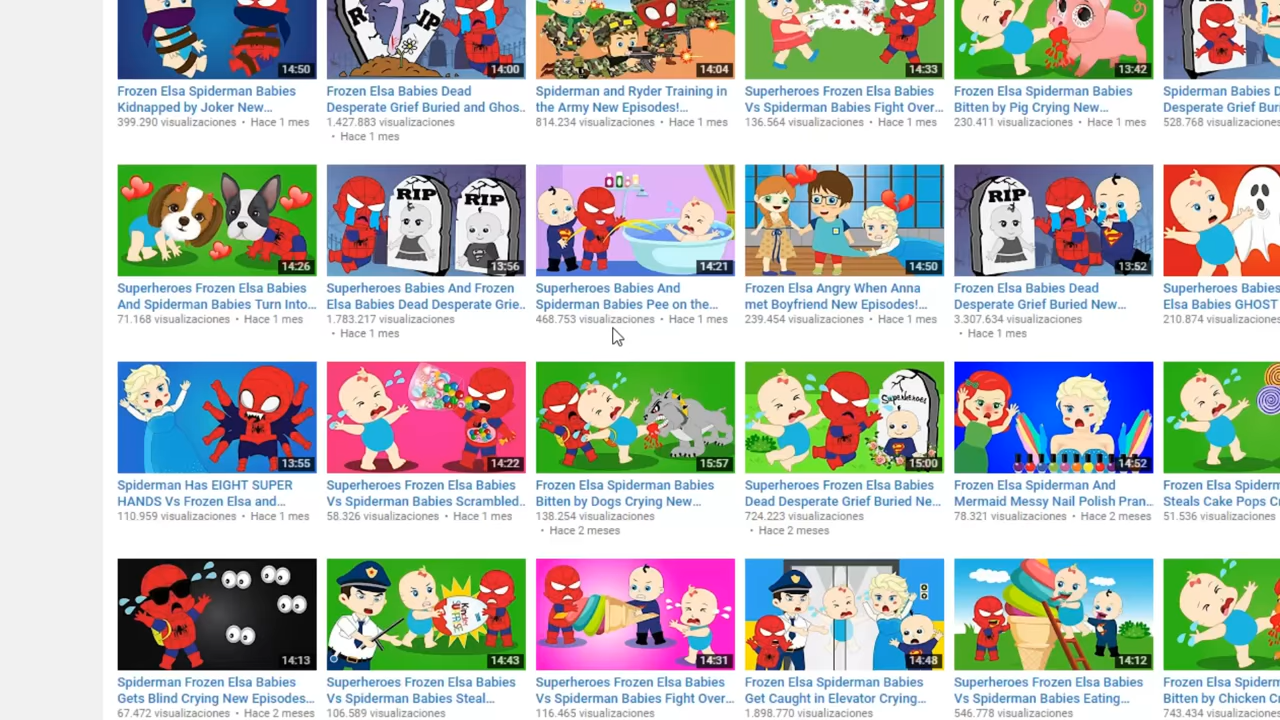 R IP
14:50
14:00
14:04
14:33
13:42
Frozen Elsa Spiderman Babies
Kidnapped by Joker New...
399.290 visualizaciones • Hace 1 mes
Frozen Elsa Babies Dead
Desperate Grief Buried and Ghos...
1.427.883 visualizaciones
• Hace 1 mes
Spiderman and Ryder Training in
the Army New Episodes!...
814.234 visualizaciones • Hace 1 mes
Superheroes Frozen Elsa Babies
Vs Spiderman Babies Fight Over...
136.564 visualizaciones • Hace 1 mes
Frozen Elsa Spiderman Babies
Bitten by Pig Crying New...
230.411 visualizaciones • Hace 1 mes
Spiderman Babies D
Desperate Grief Bur
528.768 visualizaciones
RIP
RIP
RIP
14:26
13:56
14:21
14:50
13:52
Superheroes Frozen Elsa Babies
And Spiderman Babies Turn Into...
71.168 visualizaciones • Hace 1 mes
Superheroes Babies And Frozen
Elsa Babies Dead Desperate Grie...
1.783.217 visualizaciones
• Hace 1 mes
Superheroes Babies And
Spiderman Babies Pee on the...
468.753 visualizaciones • Hace 1 mes
Frozen Elsa Angry When Anna
met Boyfriend New Episodes!...
239.454 visualizaciones • Hace 1 mes
Frozen Elsa Babies Dead
Desperate Grief Buried New...
3.307.634 visualizaciones
• Hace 1 mes
Superheroes Babies
Elsa Babies GHOST
210.874 visualizaciones
Superheroes
13:55
14:22
15:57
15:00
14:52
Spiderman Has EIGHT SUPER
HANDS Vs Frozen Elsa and...
110.959 visualizaciones • Hace 1 mes
Superheroes Frozen Elsa Babies
Vs Spiderman Babies Scrambled...
58.326 visualizaciones • Hace 1 mes
Frozen Elsa Spiderman Babies
Bitten by Dogs Crying New...
138.254 visualizaciones
• Hace 2 meses
Superheroes Frozen Elsa Babies
Dead Desperate Grief Buried Ne...
724.223 visualizaciones
• Hace 2 meses
Frozen Elsa Spiderman And
Mermaid Messy Nail Polish Pran...
78.321 visualizaciones • Hace 2 meses
Frozen Elsa Spiderm
Steals Cake Pops C
51.536 visualizaciones
14:13
14:43
14:31
14:48
14:12
Spiderman Frozen Elsa Babies
Gets Blind Crying New Episodes...
67.472 visualizaciones • Hace 2 meses
Superheroes Frozen Elsa Babies
Vs Spiderman Babies Steal...
106.589 visualizaciones
Superheroes Frozen Elsa Babies
Vs Spiderman Babies Fight Over...
116.465 visualizaciones
Frozen Elsa Spiderman Babies
Get Caught in Elevator Crying...
1.898.770 visualizaciones
Superheroes Frozen Elsa Babies
Vs Spiderman Babies Eating...
546.778 visualizaciones
Frozen Elsa Spiderm
Bitten by Chicken C
743.434 visualizaciones